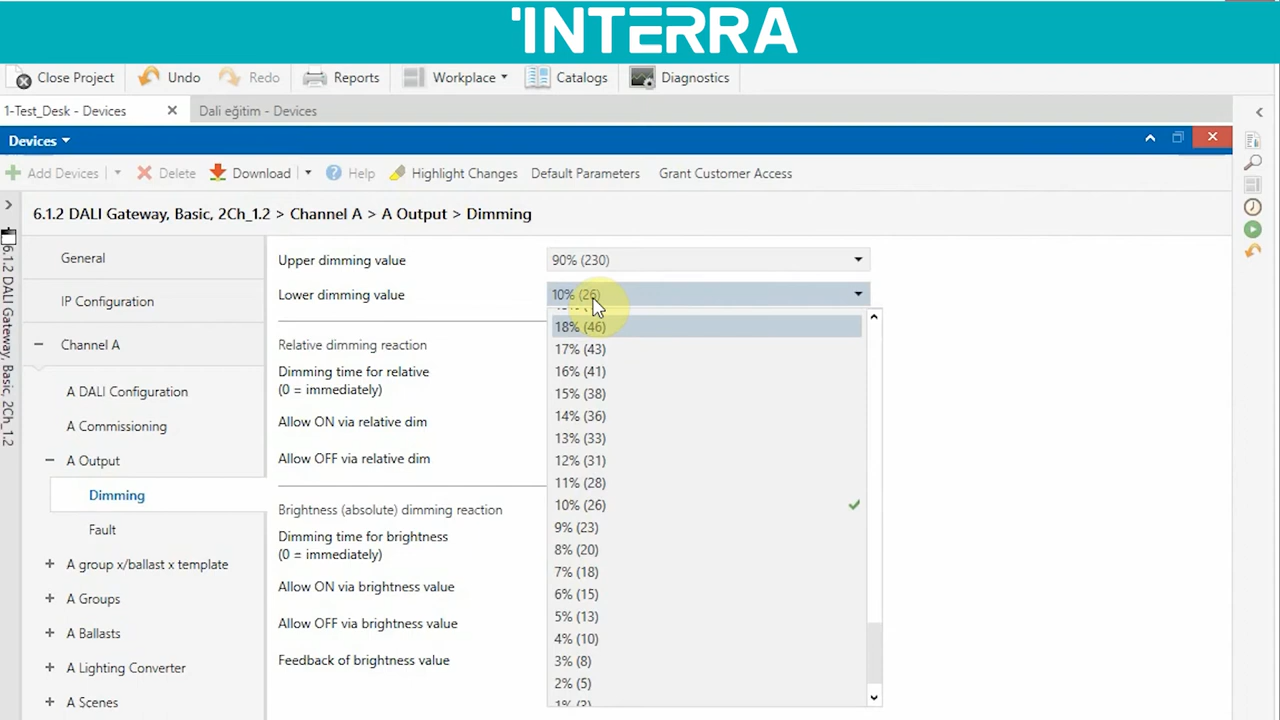 INTERRA
Close Project Undo Redo Reports Workplace Catalogs Diagnostics
1-Test_Desk - Devices Dali eğitim - Devices
Devices
Add Devices Delete Download Help Highlight Changes Default Parameters Grant Customer Access
6.1.2 DALI Gateway, Basic, 2Ch_1.2 > Channel A > A Output > Dimming
6.1.2 DALI Gateway, Basic, 2Ch_1.2
General
IP Configuration
Channel A
A DALI Configuration
A Commissioning
A Output
Dimming
Fault
A group x/ballast x template
A Groups
A Ballasts
A Lighting Converter
A Scenes
Upper dimming value 90% (230)
Lower dimming value 10% (26)
Relative dimming reaction
Dimming time for relative
(0 = immediately)
Allow ON via relative dim
Allow OFF via relative dim
Brightness (absolute) dimming reaction
Dimming time for brightness
(0 = immediately)
Allow ON via brightness value
Allow OFF via brightness value
Feedback of brightness value
18% (46)
17% (43)
16% (41)
15% (38)
14% (36)
13% (33)
12% (31)
11% (28)
10% (26)
9% (23)
8% (20)
7% (18)
6% (15)
5% (13)
4% (10)
3% (8)
2% (5)
1% (3)